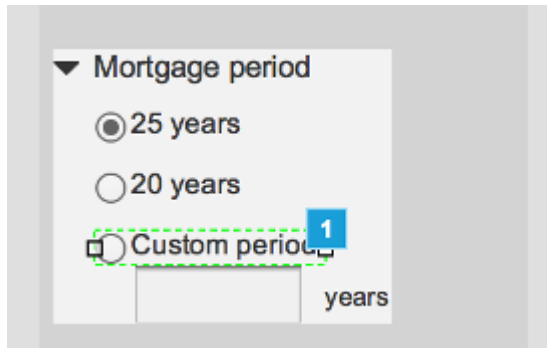 Mortgage period
25 years
20 years
Custom period
1
years